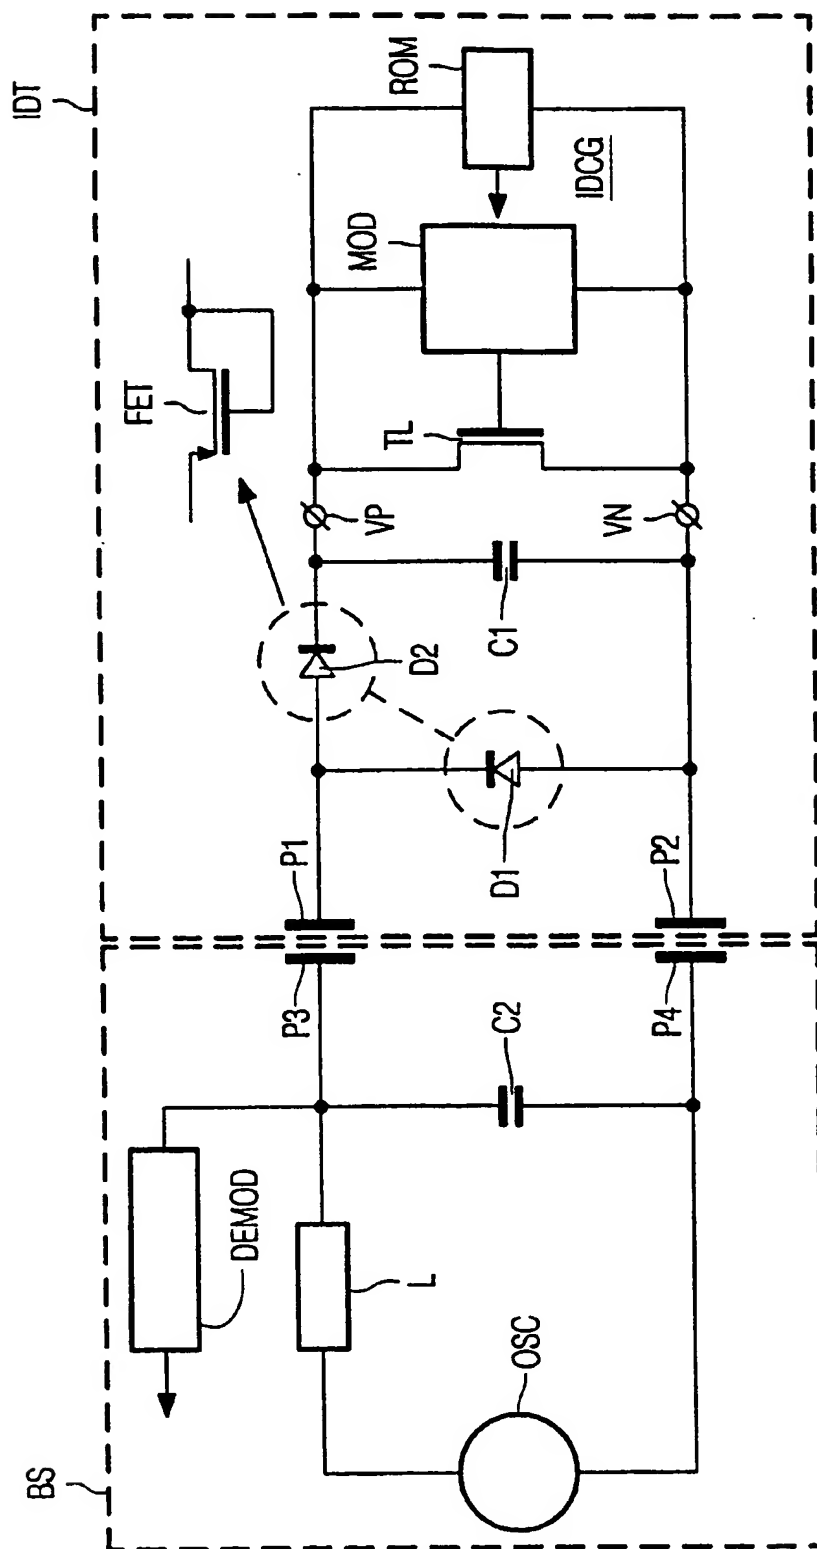 BS
IDT
DEMOD
L
OSC
C2
P3
P1
P4
P2
D1
D2
FET
C1
VP
VN
TL
MOD
ROM
IDCG